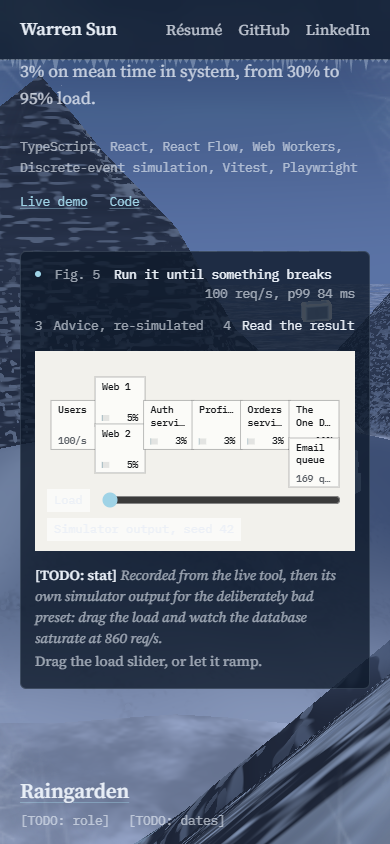 Warren Sun
Résumé GitHub LinkedIn
3% on mean time in system, from 30% to
95% load.
TypeScript, React, React Flow, Web Workers,
Discrete-event simulation, Vitest, Playwright
Live demo Code
Fig. 5 Run it until something breaks
100 req/s, p99 84 ms
3 Advice, re-simulated 4 Read the result
Web 1
5%
Users
100/s
Web 2
5%
Auth
servi…
3%
Profi…
3%
Orders
servi…
3%
The
One D…
Email
queue
169 q…
Load
Simulator output, seed 42
[TODO: stat] Recorded from the live tool, then its
own simulator output for the deliberately bad
preset: drag the load and watch the database
saturate at 860 req/s.
Drag the load slider, or let it ramp.
Raingarden
[TODO: role] [TODO: dates]